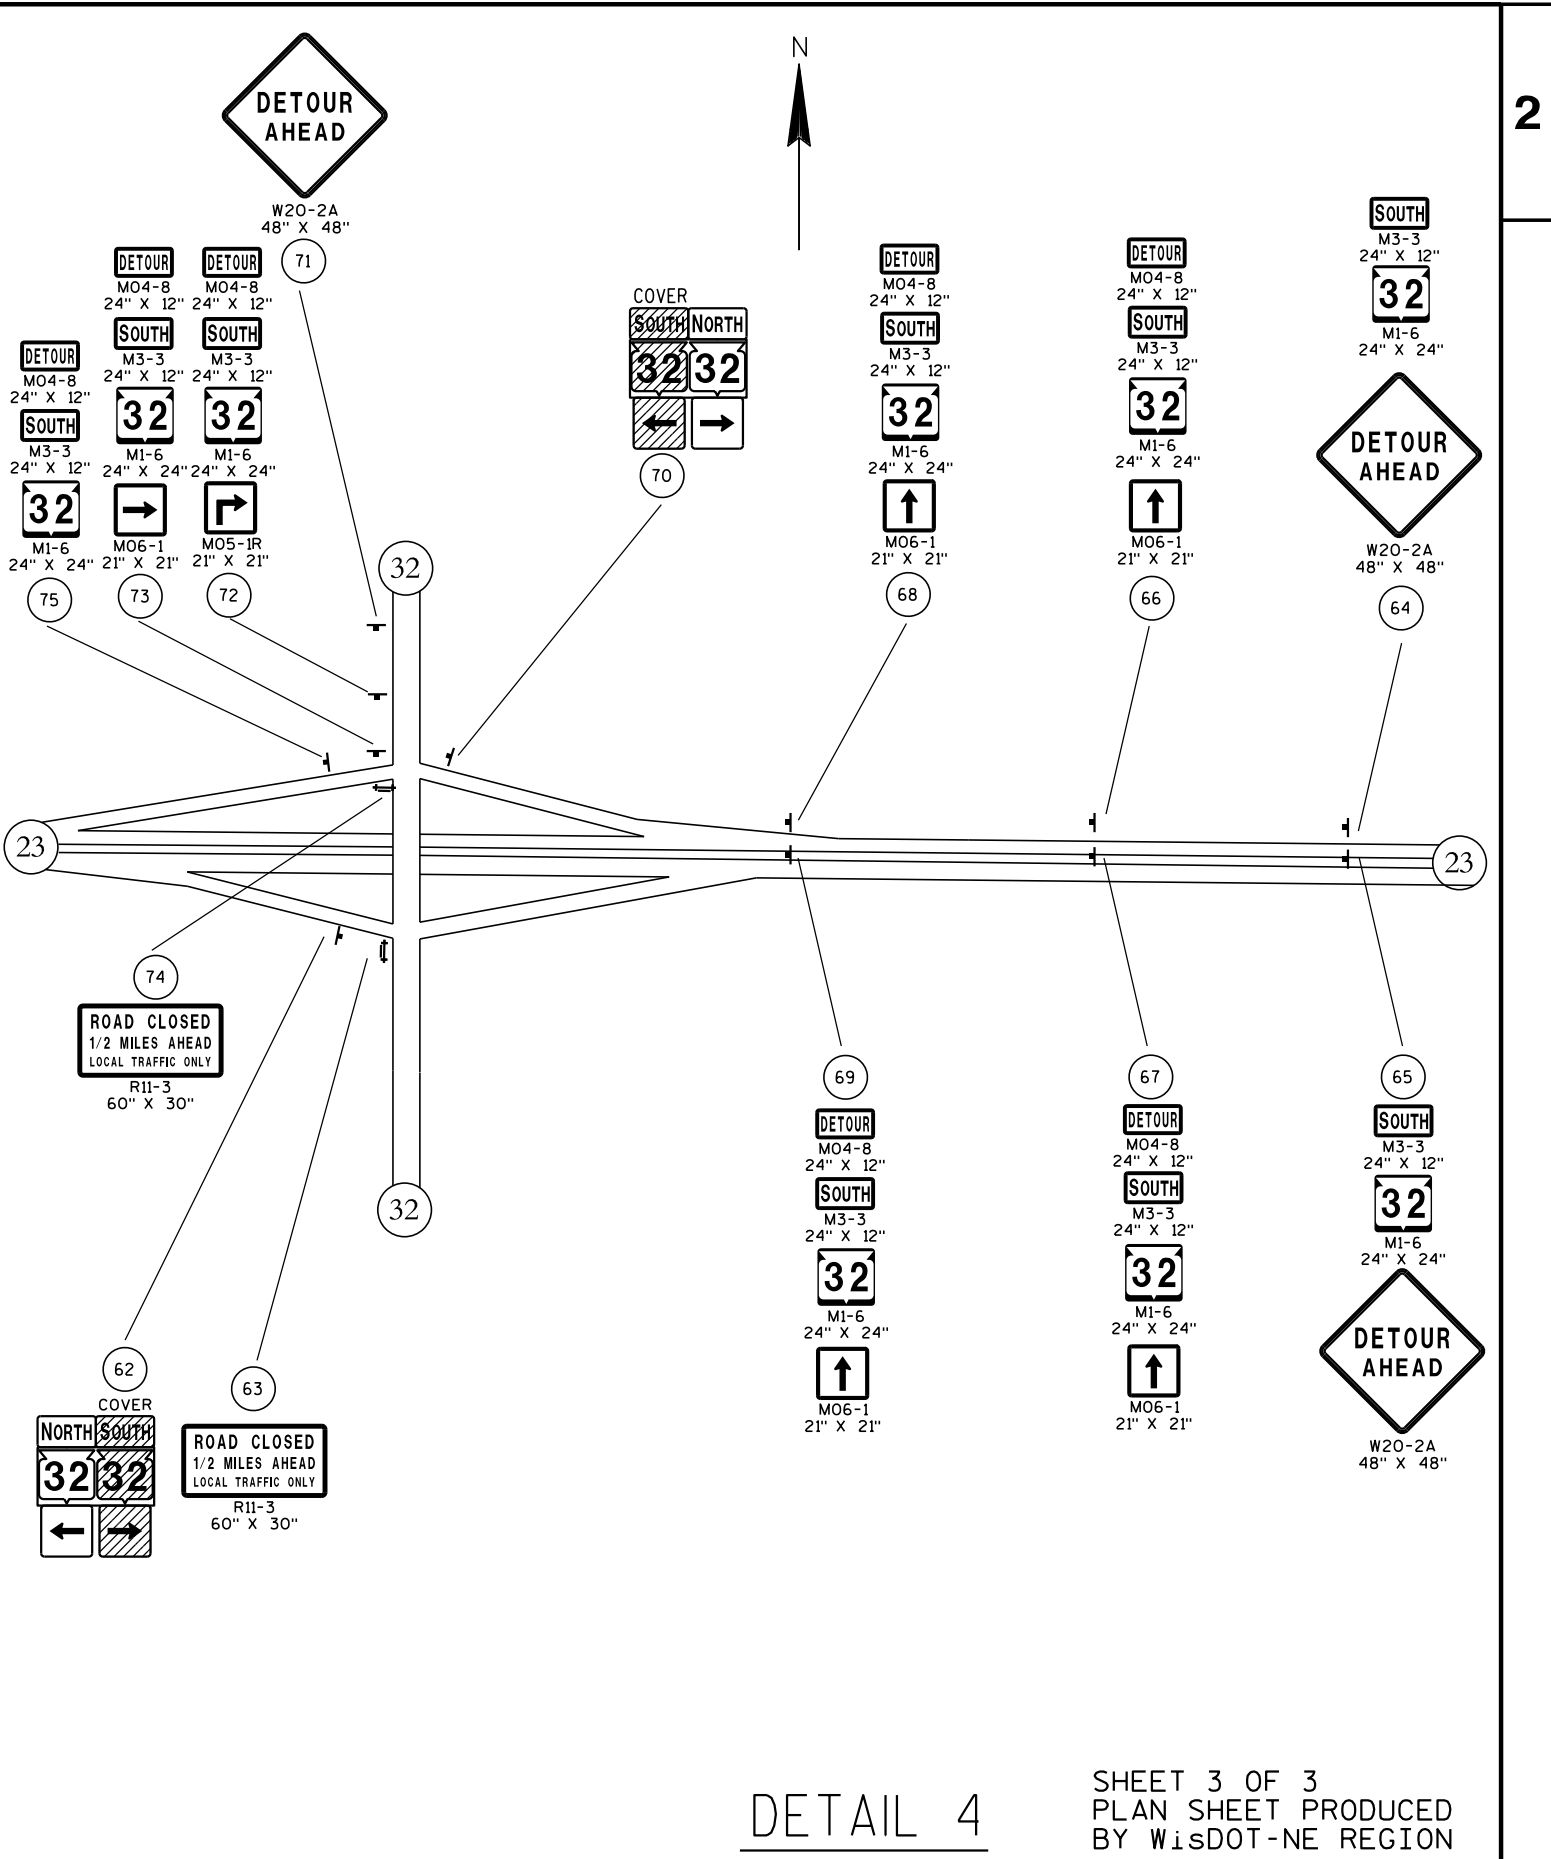 2
DETOUR
AHEAD
W20-2A
48" X 48"
71
N
DETOUR
M04-8
24" X 12"
SOUTH
M3-3
24" X 12"
32
M1-6
24" X 24"
75
DETOUR
M04-8
24" X 12"
SOUTH
M3-3
24" X 12"
32
M1-6
24" X 24"
M06-1
21" X 21"
73
DETOUR
M04-8
24" X 12"
SOUTH
M3-3
24" X 12"
32
M1-6
24" X 24"
M05-1R
21" X 21"
72
COVER
SOUTH NORTH
32 32
70
DETOUR
M04-8
24" X 12"
SOUTH
M3-3
24" X 12"
32
M1-6
24" X 24"
M06-1
21" X 21"
68
DETOUR
M04-8
24" X 12"
SOUTH
M3-3
24" X 12"
32
M1-6
24" X 24"
M06-1
21" X 21"
66
SOUTH
M3-3
24" X 12"
32
M1-6
24" X 24"
DETOUR
AHEAD
W20-2A
48" X 48"
64
32
23
23
32
74
ROAD CLOSED
1/2 MILES AHEAD
LOCAL TRAFFIC ONLY
R11-3
60" X 30"
62
COVER
NORTH SOUTH
32 32
63
ROAD CLOSED
1/2 MILES AHEAD
LOCAL TRAFFIC ONLY
R11-3
60" X 30"
69
DETOUR
M04-8
24" X 12"
SOUTH
M3-3
24" X 12"
32
M1-6
24" X 24"
M06-1
21" X 21"
67
DETOUR
M04-8
24" X 12"
SOUTH
M3-3
24" X 12"
32
M1-6
24" X 24"
M06-1
21" X 21"
65
SOUTH
M3-3
24" X 12"
32
M1-6
24" X 24"
DETOUR
AHEAD
W20-2A
48" X 48"
DETAIL 4
SHEET 3 OF 3
PLAN SHEET PRODUCED
BY WisDOT-NE REGION